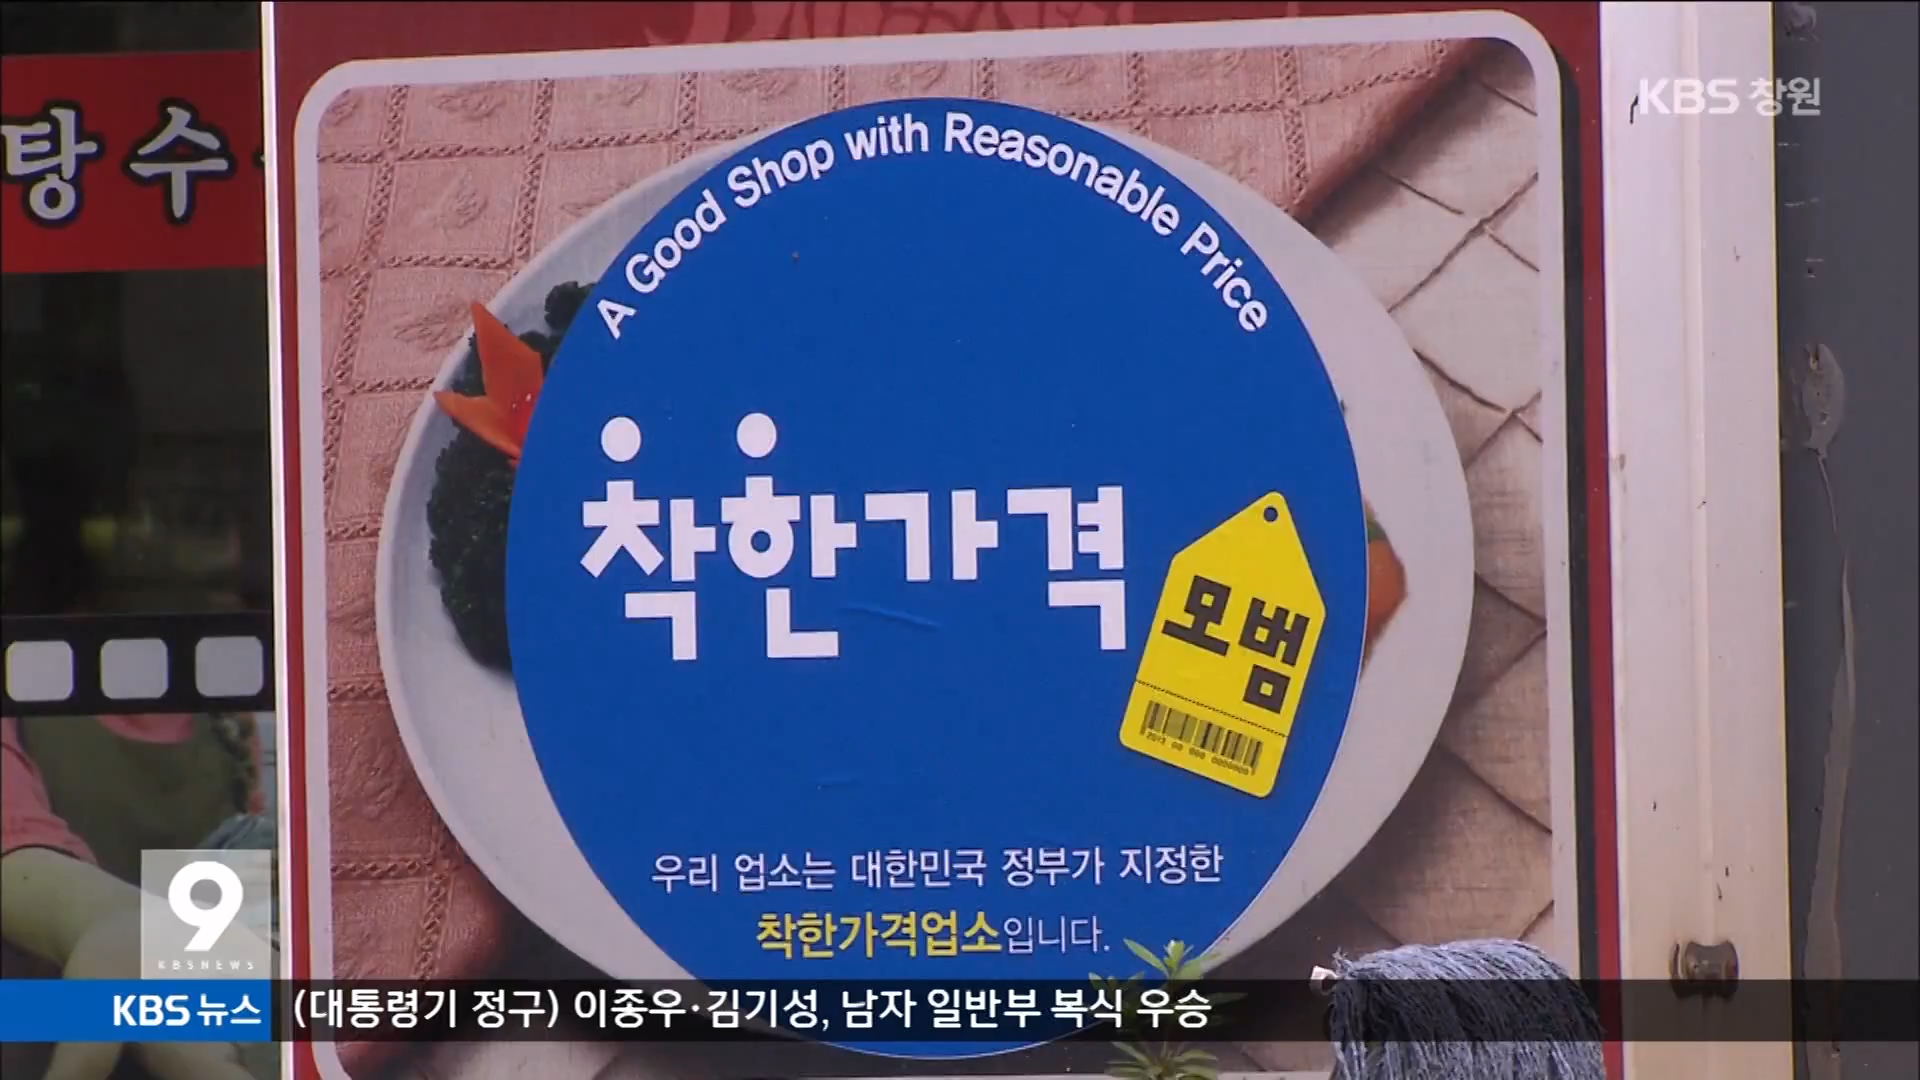 KBS 창원
탕수
A Good Shop with Reasonable Price
착한가격
모범
우리 업소는 대한민국 정부가 지정한
착한가격업소입니다.
9
KBS NEWS
KBS 뉴스
(대통령기 정구) 이종우·김기성, 남자 일반부 복식 우승